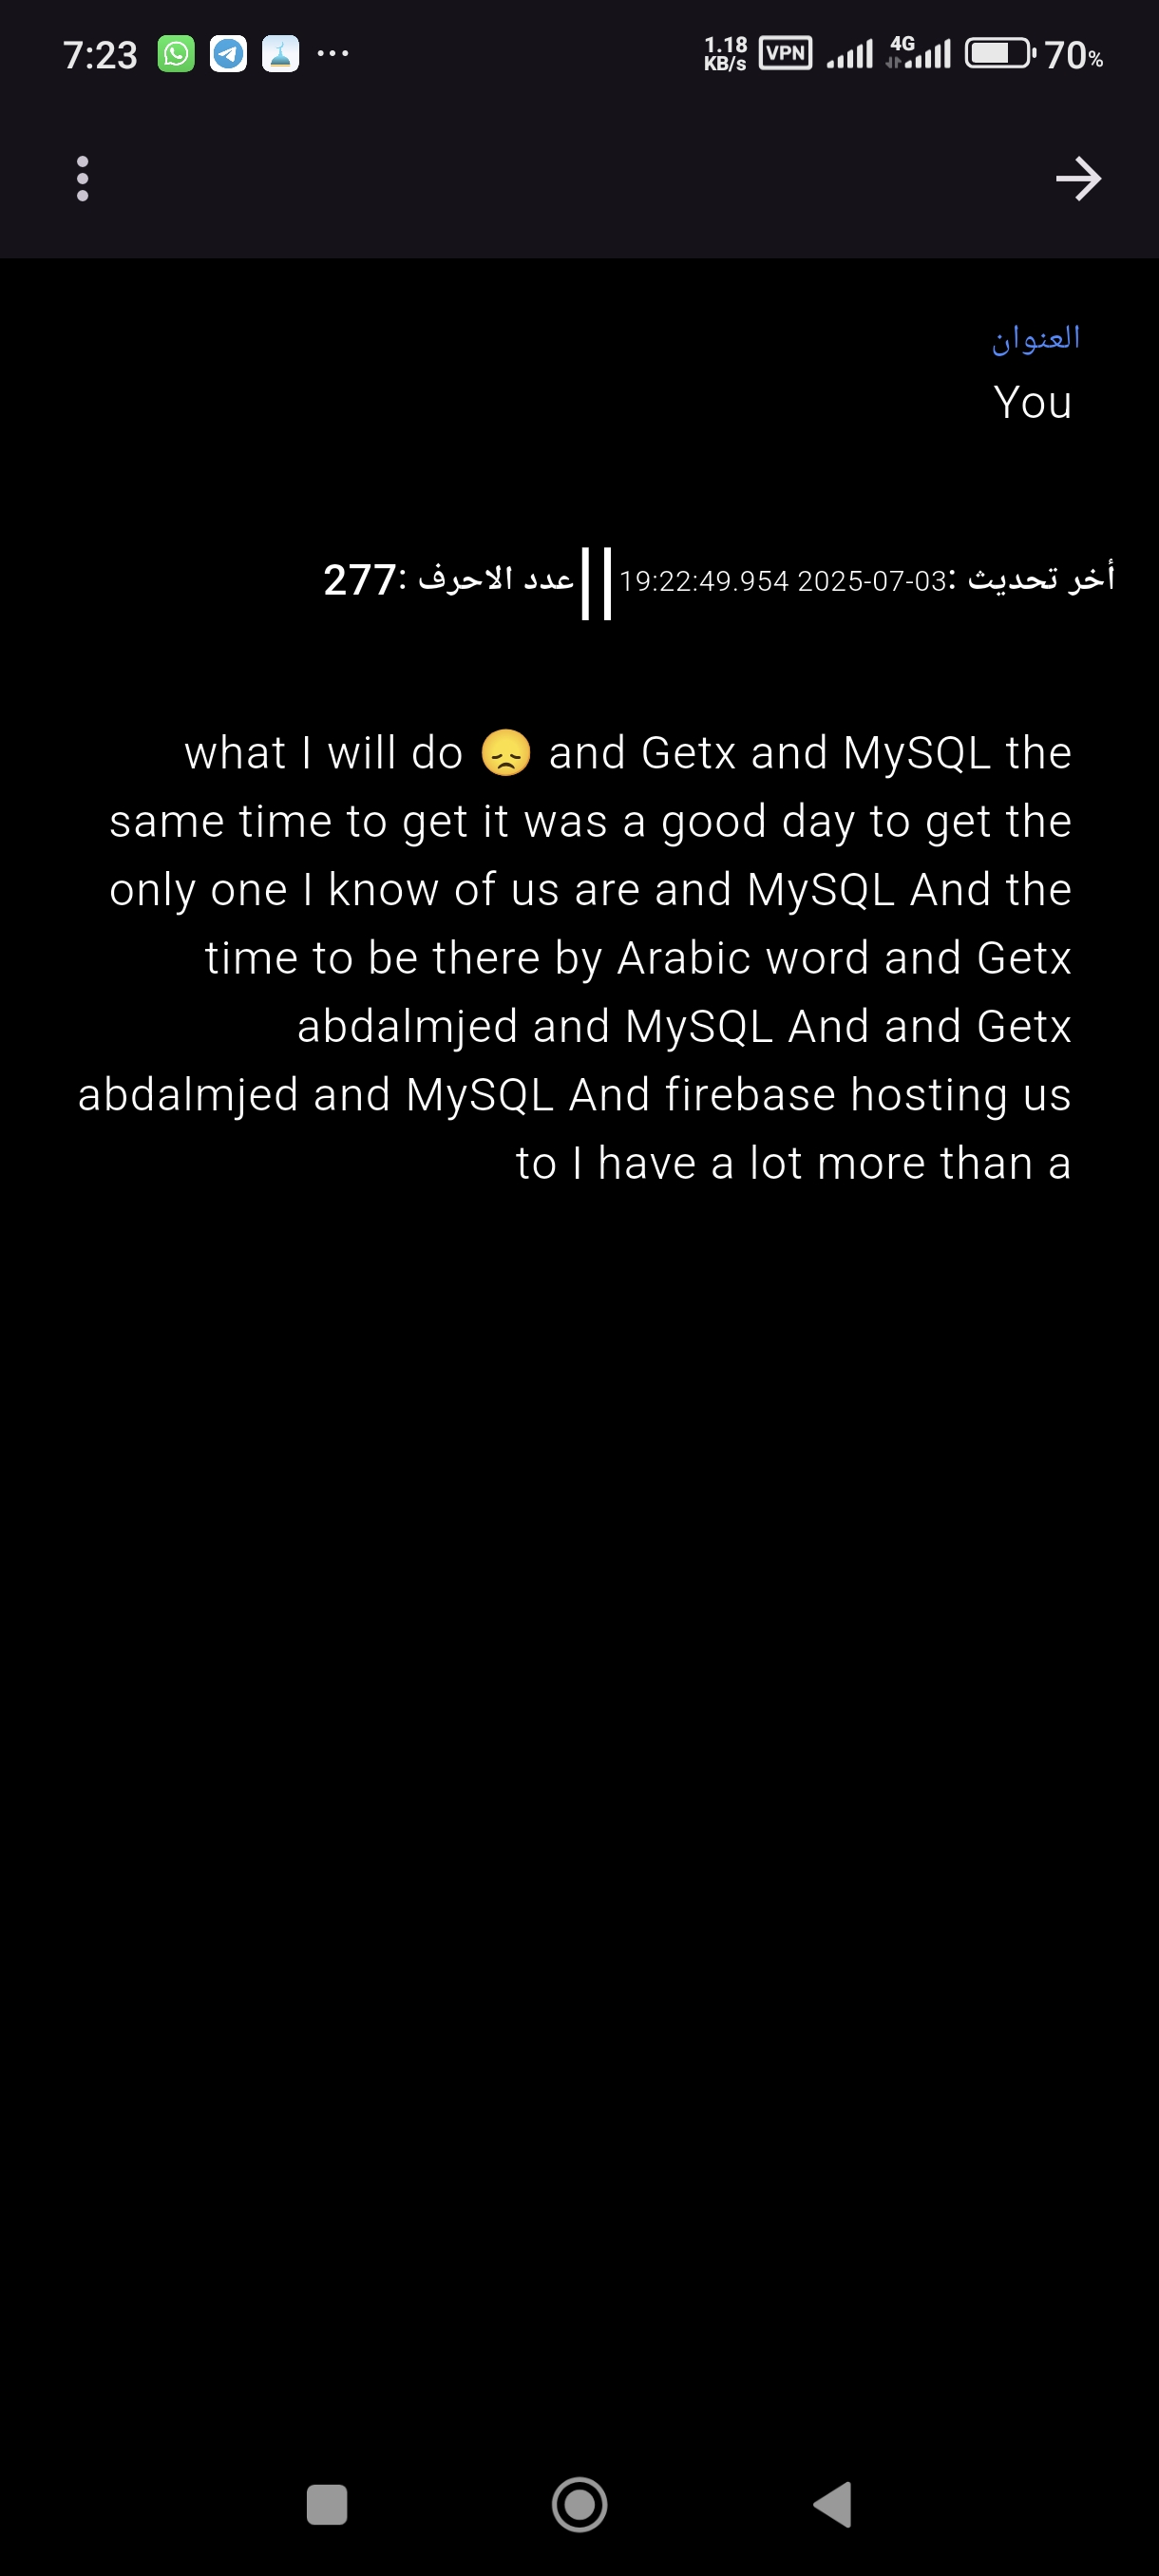 7:23 ... 1.18 KB/s VPN 4G 70%
العنوان
You
أخر تحديث :2025-07-03 19:22:49.954 || عدد الاحرف :277
what I will do 😞 and Getx and MySQL the
same time to get it was a good day to get the
only one I know of us are and MySQL And the
time to be there by Arabic word and Getx
abdalmjed and MySQL And and Getx
abdalmjed and MySQL And firebase hosting us
to I have a lot more than a